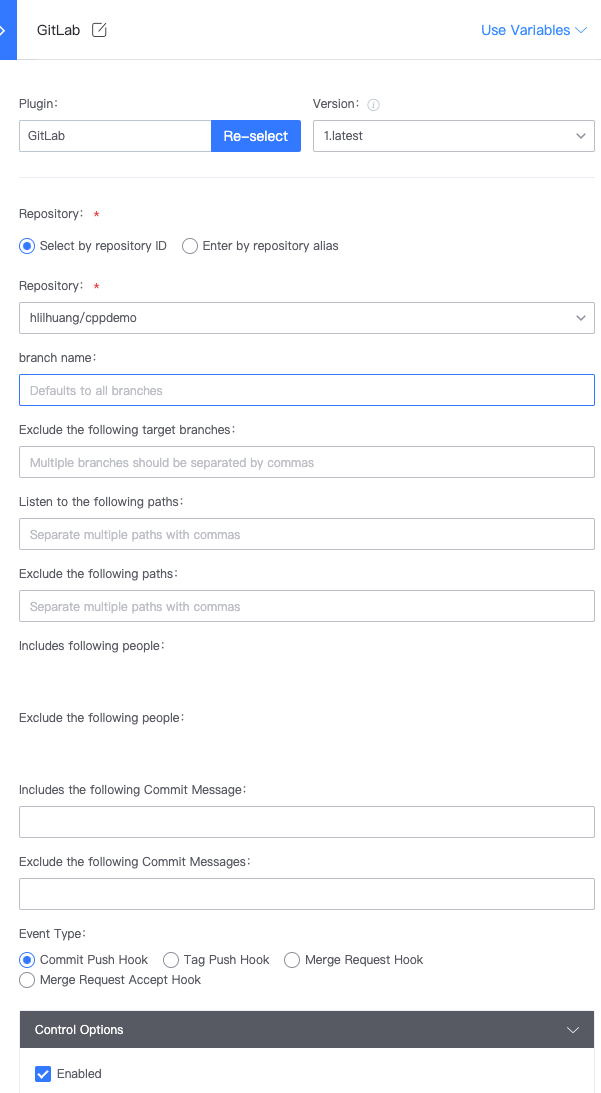 GitLab Use Variables
Plugin: Version:
GitLab Re-select 1.latest
Repository: *
Select by repository ID Enter by repository alias
Repository: *
hlilhuang/cppdemo
branch name:
Defaults to all branches
Exclude the following target branches:
Multiple branches should be separated by commas
Listen to the following paths:
Separate multiple paths with commas
Exclude the following paths:
Separate multiple paths with commas
Includes following people:
Exclude the following people:
Includes the following Commit Message:
Exclude the following Commit Messages:
Event Type:
Commit Push Hook Tag Push Hook Merge Request Hook
Merge Request Accept Hook
Control Options
Enabled